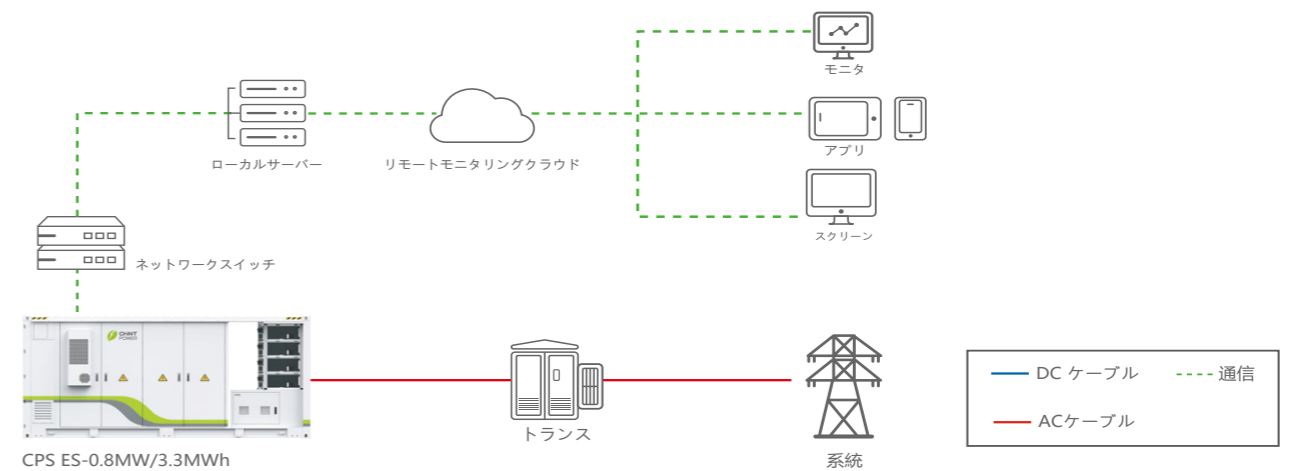 モニタ
アプリ
スクリーン
ローカルサーバー
リモートモニタリングクラウド
ネットワークスイッチ
CHINT
POWER
CPS ES-0.8MW/3.3MWh
トランス
系統
DC ケーブル
通信
ACケーブル